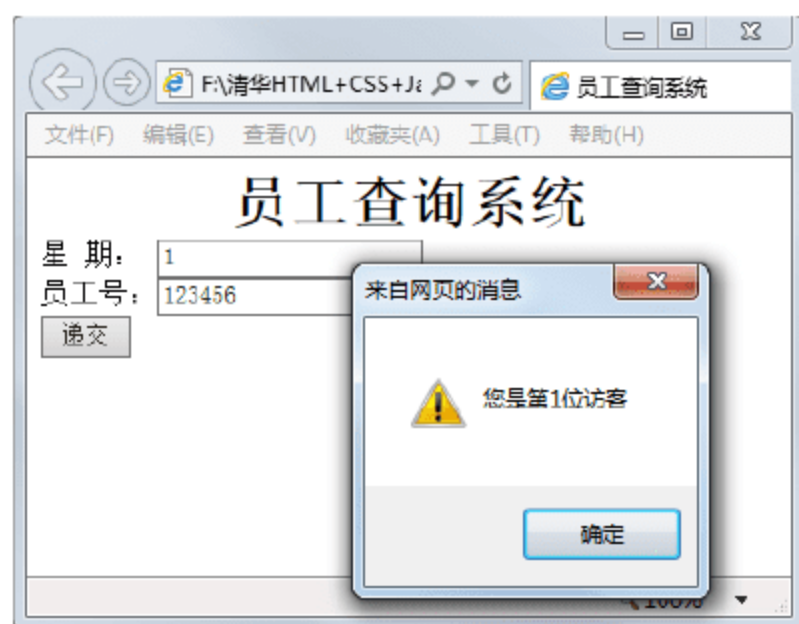 F:\清华HTML+CSS+Ja
员工查询系统
文件(F) 编辑(E) 查看(V) 收藏夹(A) 工具(T) 帮助(H)
员工查询系统
星 期： 1
员工号： 123456
递交
来自网页的消息
您是第1位访客
确定
100%